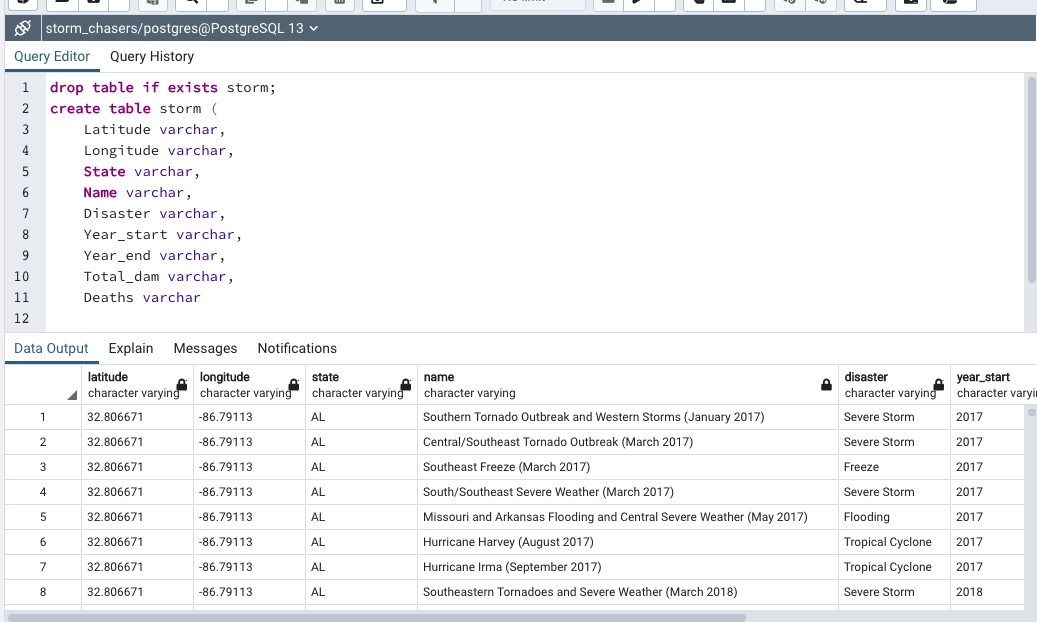 storm_chasers/postgres@PostgreSQL 13
Query Editor Query History
1 drop table if exists storm;
2 create table storm (
3 Latitude varchar,
4 Longitude varchar,
5 State varchar,
6 Name varchar,
7 Disaster varchar,
8 Year_start varchar,
9 Year_end varchar,
10 Total_dam varchar,
11 Deaths varchar
12
Data Output Explain Messages Notifications
latitude longitude state name disaster year_start
character varying character varying character varying character varying character varying character varyi
1 32.806671 -86.79113 AL Southern Tornado Outbreak and Western Storms (January 2017) Severe Storm 2017
2 32.806671 -86.79113 AL Central/Southeast Tornado Outbreak (March 2017) Severe Storm 2017
3 32.806671 -86.79113 AL Southeast Freeze (March 2017) Freeze 2017
4 32.806671 -86.79113 AL South/Southeast Severe Weather (March 2017) Severe Storm 2017
5 32.806671 -86.79113 AL Missouri and Arkansas Flooding and Central Severe Weather (May 2017) Flooding 2017
6 32.806671 -86.79113 AL Hurricane Harvey (August 2017) Tropical Cyclone 2017
7 32.806671 -86.79113 AL Hurricane Irma (September 2017) Tropical Cyclone 2017
8 32.806671 -86.79113 AL Southeastern Tornadoes and Severe Weather (March 2018) Severe Storm 2018